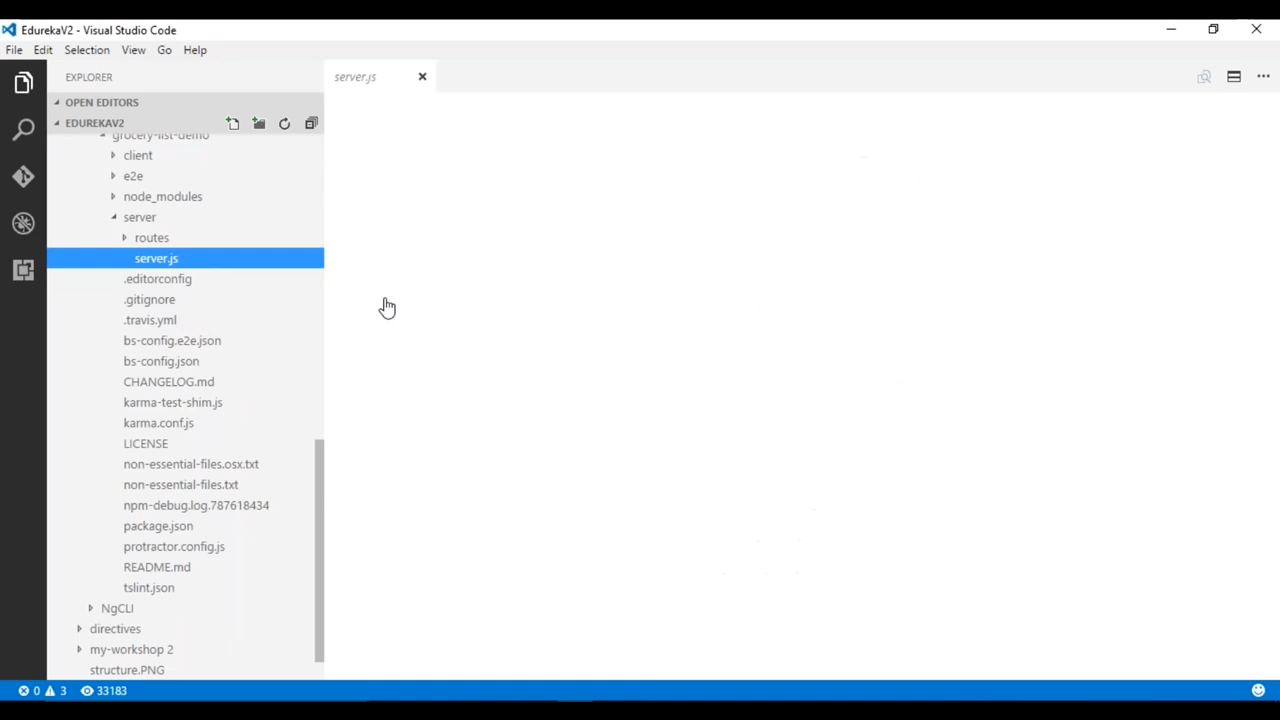 EdurekaV2 - Visual Studio Code
File Edit Selection View Go Help
EXPLORER
server.js
OPEN EDITORS
EDUREKAV2
grocery-list-demo
client
e2e
node_modules
server
routes
server.js
.editorconfig
.gitignore
.travis.yml
bs-config.e2e.json
bs-config.json
CHANGELOG.md
karma-test-shim.js
karma.conf.js
LICENSE
non-essential-files.osx.txt
non-essential-files.txt
npm-debug.log.787618434
package.json
protractor.config.js
README.md
tslint.json
NgCLI
directives
my-workshop 2
structure.PNG
0 3 33183